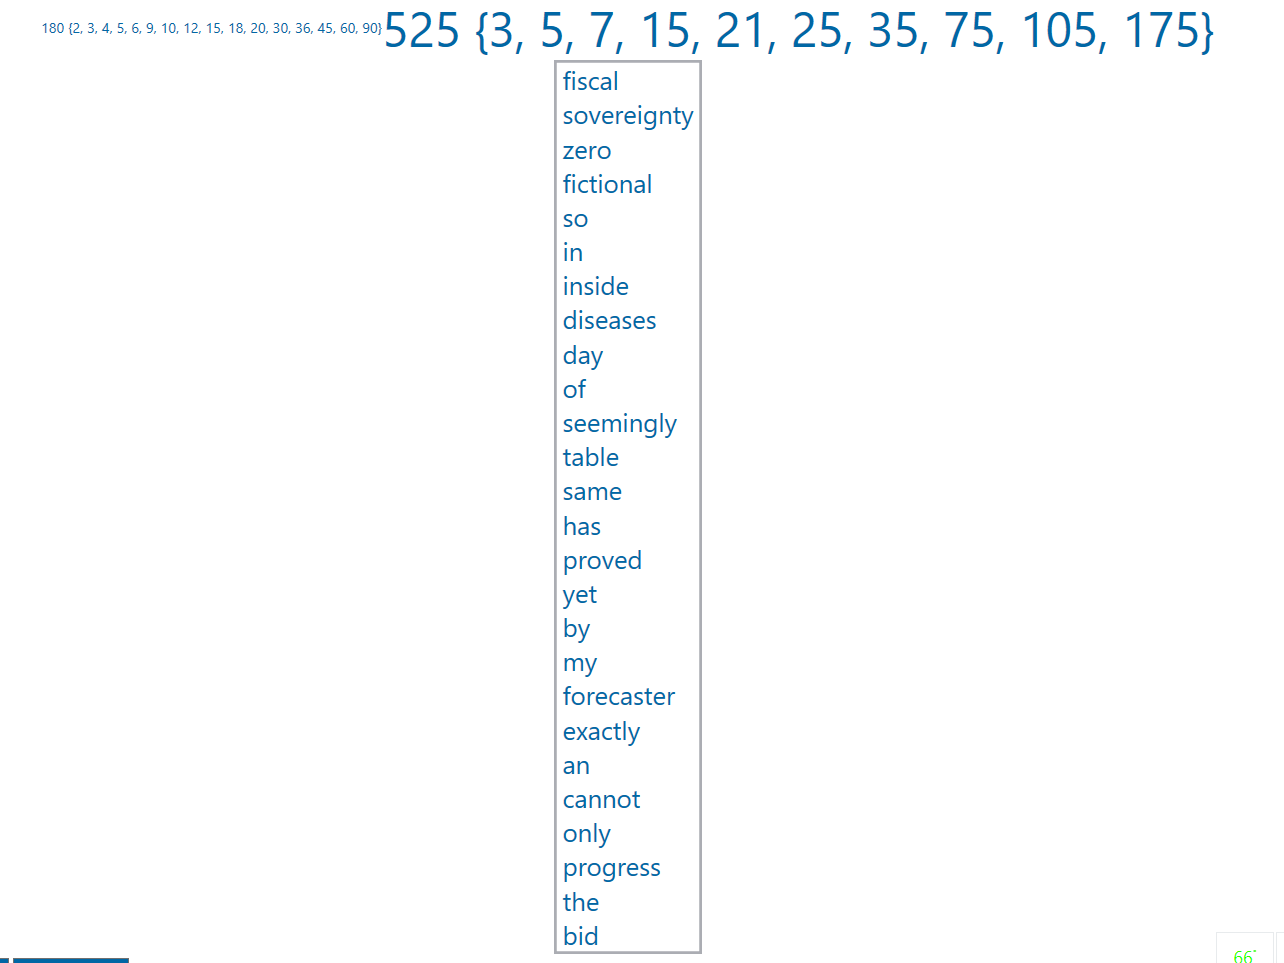 180 {2, 3, 4, 5, 6, 9, 10, 12, 15, 18, 20, 30, 36, 45, 60, 90} 525 {3, 5, 7, 15, 21, 25, 35, 75, 105, 175}
fiscal
sovereignty
zero
fictional
so
in
inside
diseases
day
of
seemingly
table
same
has
proved
yet
by
my
forecaster
exactly
an
cannot
only
progress
the
bid
66°